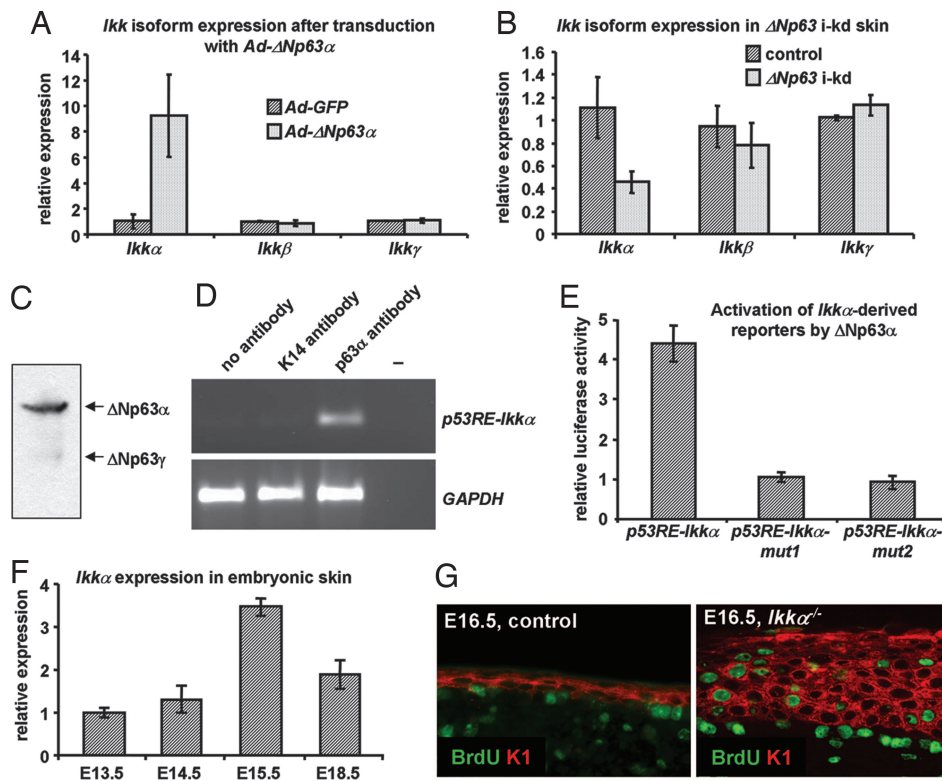 A
Ikk isoform expression after transduction
with Ad-ΔNp63α
relative expression
14
12
10
8
6
4
2
0
Ad-GFP
Ad-ΔNp63α
Ikkα
Ikkβ
Ikkγ
B
Ikk isoform expression in ΔNp63 i-kd skin
relative expression
1.6
1.4
1.2
1
0.8
0.6
0.4
0.2
0
control
ΔNp63 i-kd
Ikkα
Ikkβ
Ikkγ
C
ΔNp63α
ΔNp63γ
D
no antibody
K14 antibody
p63α antibody
–
p53RE-Ikkα
GAPDH
E
Activation of Ikkα-derived
reporters by ΔNp63α
relative luciferase activity
5
4
3
2
1
0
p53RE-Ikkα
p53RE-Ikkα-
mut1
p53RE-Ikkα-
mut2
F
Ikkα expression in embryonic skin
relative expression
4
3
2
1
0
E13.5
E14.5
E15.5
E18.5
G
E16.5, control
BrdU K1
E16.5, Ikkα-/-
BrdU K1